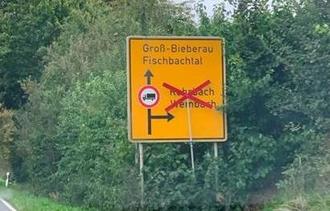 Groß-Bieberau
Fischbachtal
Rohrbach
Weinbach